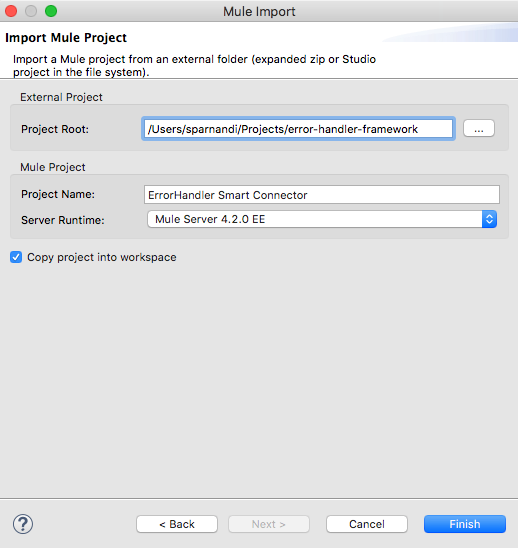 Mule Import
Import Mule Project
Import a Mule project from an external folder (expanded zip or Studio
project in the file system).
External Project
Project Root:
/Users/sparnandi/Projects/error-handler-framework
...
Mule Project
Project Name:
ErrorHandler Smart Connector
Server Runtime:
Mule Server 4.2.0 EE
Copy project into workspace
?
< Back
Next >
Cancel
Finish